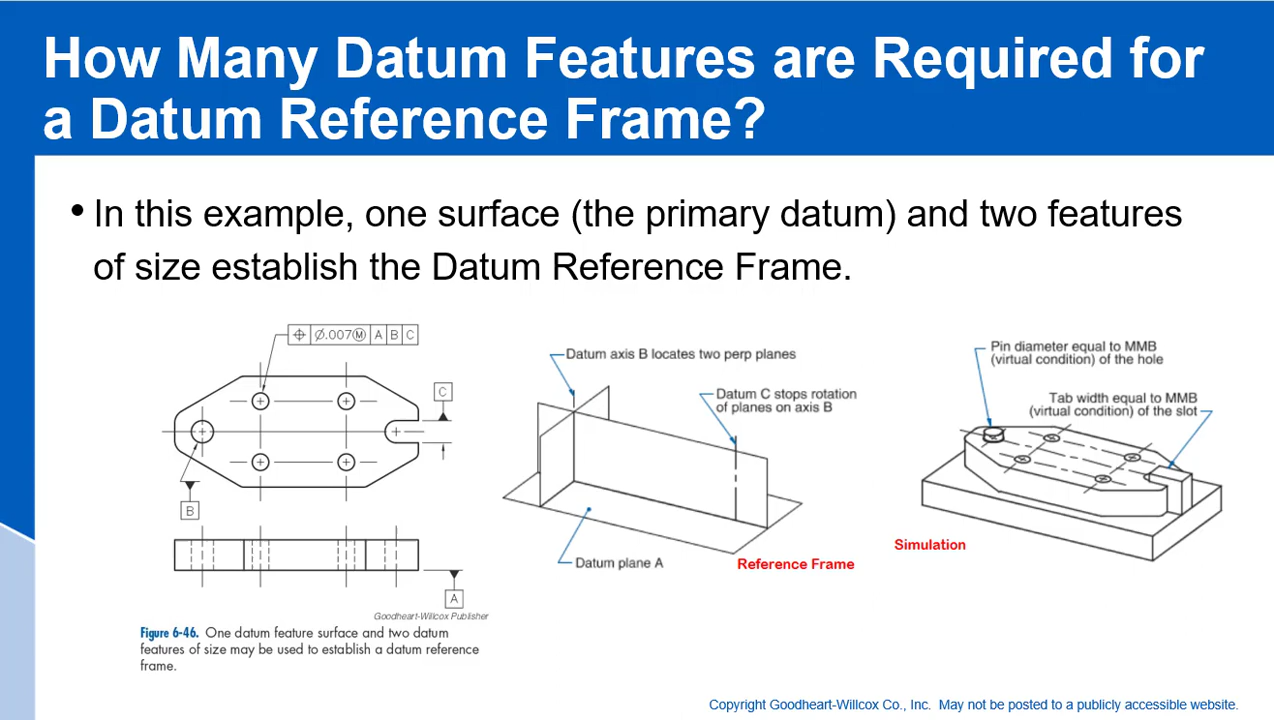 How Many Datum Features are Required for
a Datum Reference Frame?
• In this example, one surface (the primary datum) and two features
of size establish the Datum Reference Frame.
⌖ Ø.007Ⓜ A B C
C
B
A
Goodheart-Willcox Publisher
Figure 6-46. One datum feature surface and two datum
features of size may be used to establish a datum reference
frame.
Datum axis B locates two perp planes
Datum C stops rotation
of planes on axis B
Datum plane A
Reference Frame
Pin diameter equal to MMB
(virtual condition) of the hole
Tab width equal to MMB
(virtual condition) of the slot
Simulation
Copyright Goodheart-Willcox Co., Inc. May not be posted to a publicly accessible website.